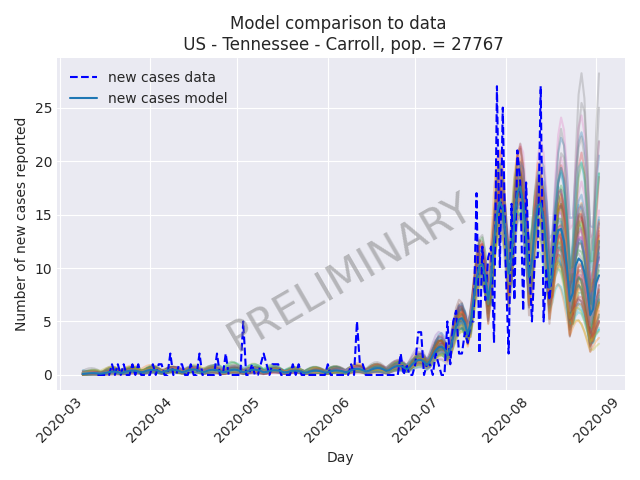 Model comparison to data
US - Tennessee - Carroll, pop. = 27767
new cases data
new cases model
Number of new cases reported
25
20
15
10
5
0
PRELIMINARY
2020-03
2020-04
2020-05
2020-06
2020-07
2020-08
2020-09
Day